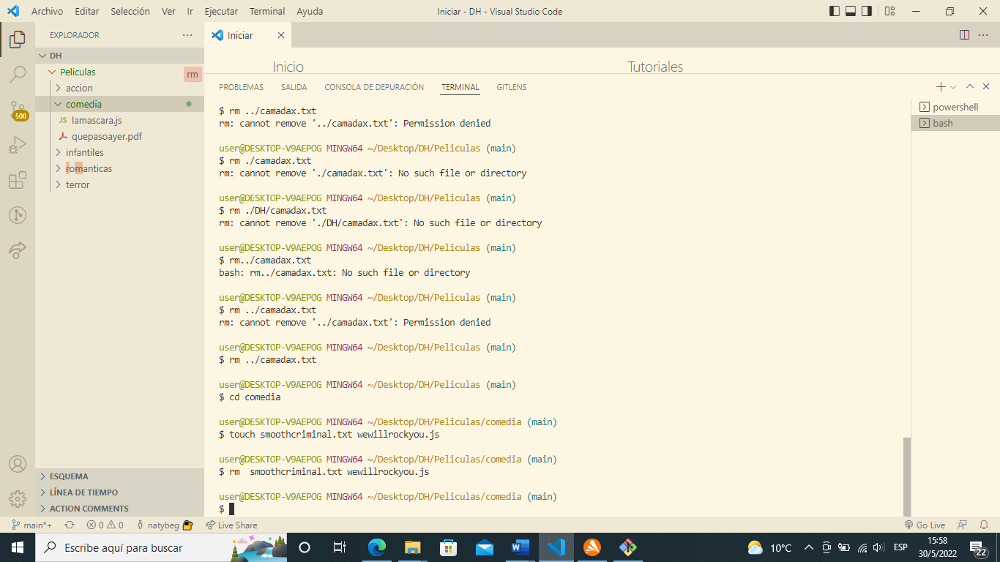 Archivo Editar Selección Ver Ir Ejecutar Terminal Ayuda
Iniciar - DH - Visual Studio Code
EXPLORADOR
Iniciar
DH
Peliculas
rm
accion
comedia
JS lamascara.js
quepasoayer.pdf
infantiles
romanticas
terror
500
ESQUEMA
LÍNEA DE TIEMPO
ACTION COMMENTS
Inicio
Tutoriales
PROBLEMAS SALIDA CONSOLA DE DEPURACIÓN TERMINAL GITLENS
powershell
bash
$ rm ../camadax.txt
rm: cannot remove '../camadax.txt': Permission denied
user@DESKTOP-V9AEPOG MINGW64 ~/Desktop/DH/Peliculas (main)
$ rm ./camadax.txt
rm: cannot remove './camadax.txt': No such file or directory
user@DESKTOP-V9AEPOG MINGW64 ~/Desktop/DH/Peliculas (main)
$ rm ./DH/camadax.txt
rm: cannot remove './DH/camadax.txt': No such file or directory
user@DESKTOP-V9AEPOG MINGW64 ~/Desktop/DH/Peliculas (main)
$ rm../camadax.txt
bash: rm../camadax.txt: No such file or directory
user@DESKTOP-V9AEPOG MINGW64 ~/Desktop/DH/Peliculas (main)
$ rm ../camadax.txt
rm: cannot remove '../camadax.txt': Permission denied
user@DESKTOP-V9AEPOG MINGW64 ~/Desktop/DH/Peliculas (main)
$ rm ../camadax.txt
user@DESKTOP-V9AEPOG MINGW64 ~/Desktop/DH/Peliculas (main)
$ cd comedia
user@DESKTOP-V9AEPOG MINGW64 ~/Desktop/DH/Peliculas/comedia (main)
$ touch smoothcriminal.txt wewillrockyou.js
user@DESKTOP-V9AEPOG MINGW64 ~/Desktop/DH/Peliculas/comedia (main)
$ rm  smoothcriminal.txt wewillrockyou.js
user@DESKTOP-V9AEPOG MINGW64 ~/Desktop/DH/Peliculas/comedia (main)
$
main*+ 0 0 natybeg Live Share Go Live
Escribe aquí para buscar
10°C ESP
15:58
30/5/2022
22